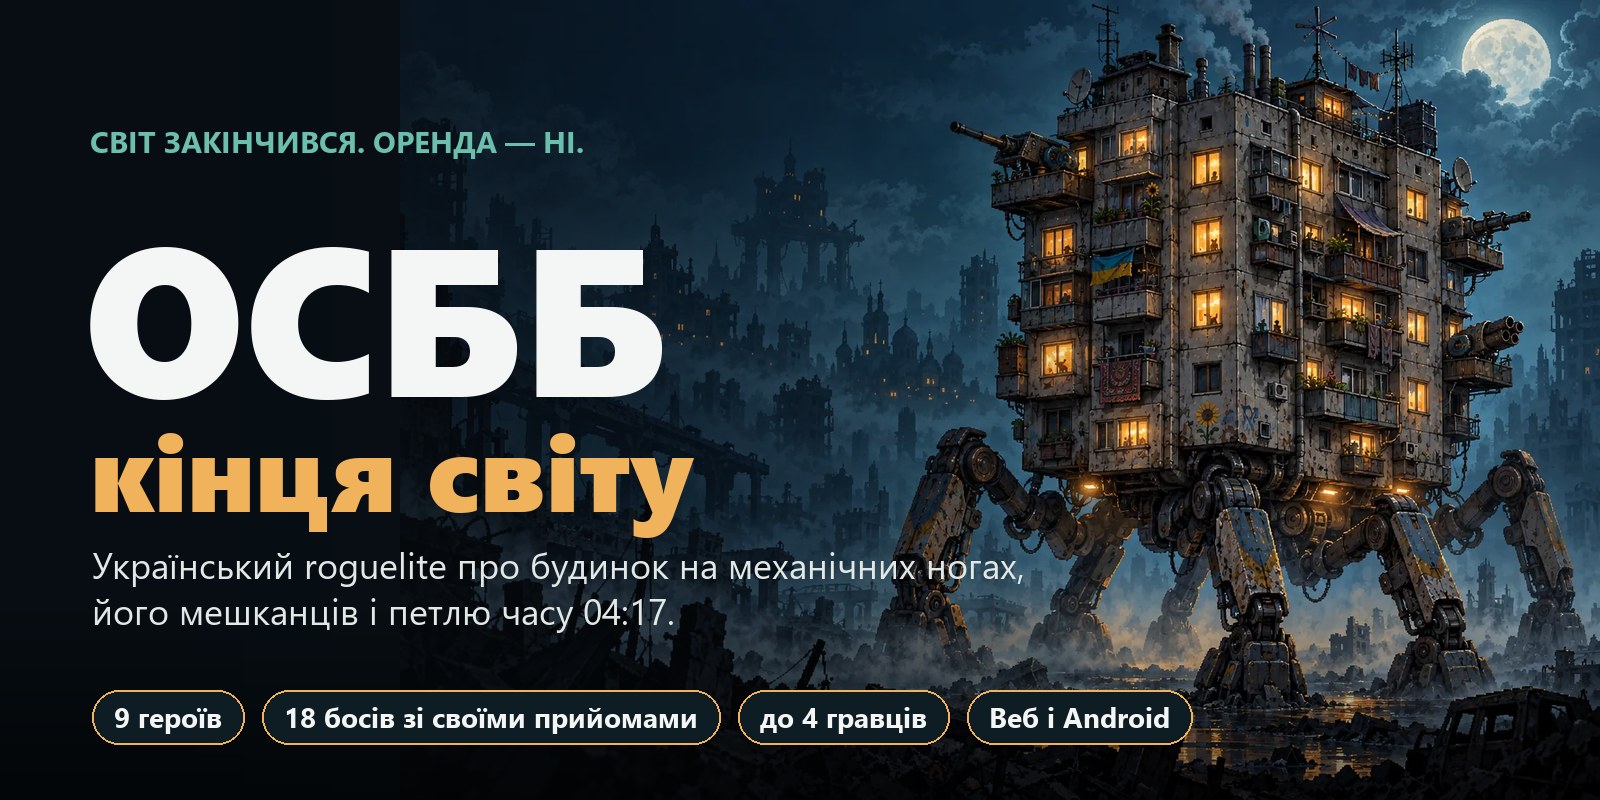 СВІТ ЗАКІНЧИВСЯ. ОРЕНДА — НІ.
ОСББ
кінця світу
Український roguelite про будинок на механічних ногах,
його мешканців і петлю часу 04:17.
9 героїв
18 босів зі своїми прийомами
до 4 гравців
Веб і Android